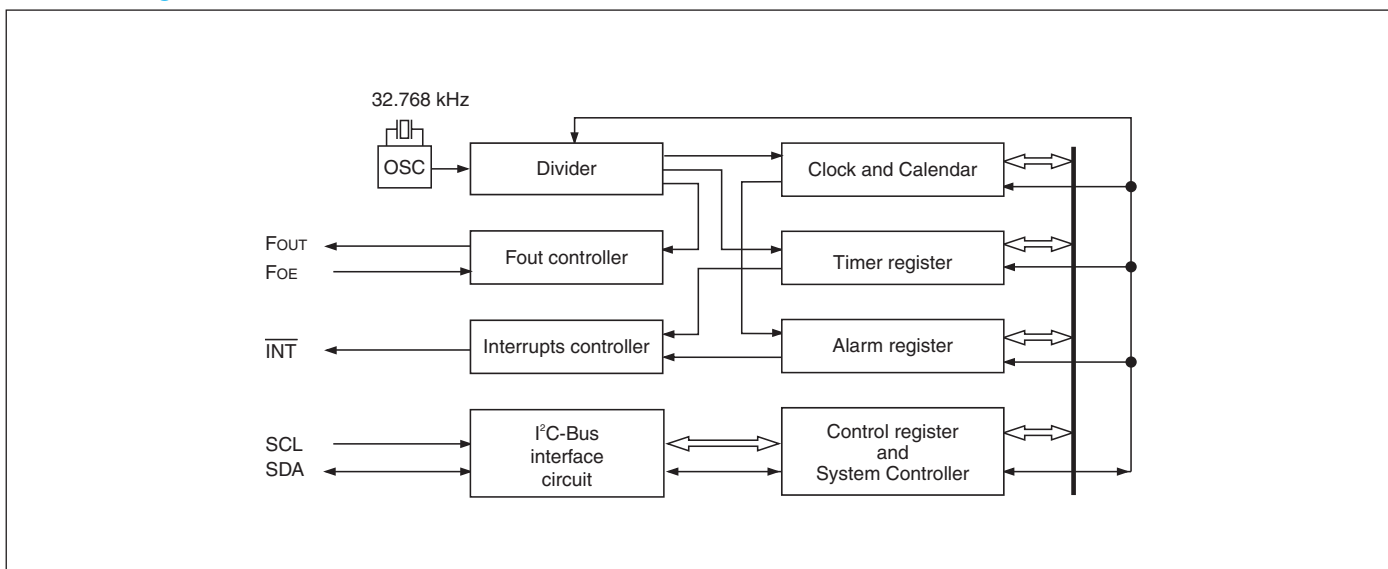 32.768 kHz
OSC
Divider
Clock and Calendar
FOUT
FOE
Fout controller
Timer register
INT
Interrupts controller
Alarm register
SCL
SDA
I²C-Bus
interface
circuit
Control register
and
System Controller